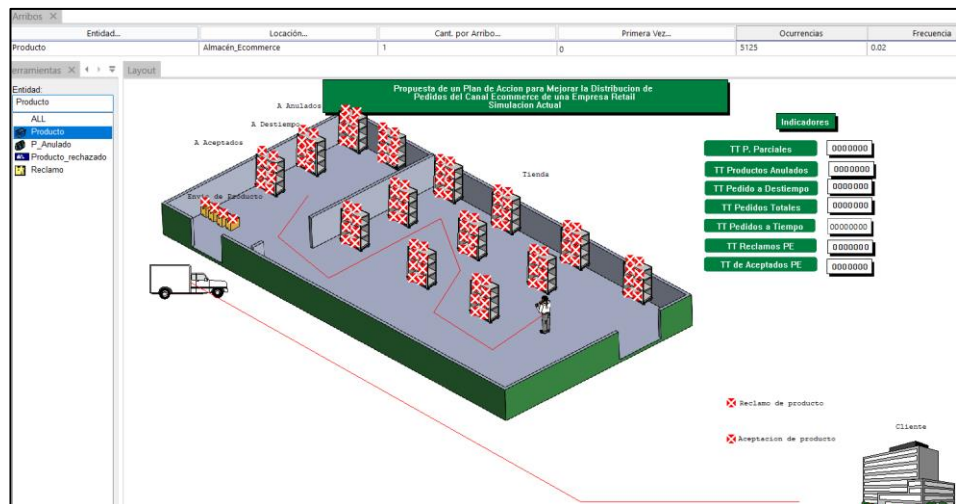 Arribos
Entidad... Locación... Cant. por Arribo... Primera Vez... Ocurrencias Frecuencia
Producto Almacén_Ecommerce 1 0 5125 0.02
erramientas Layout
Entidad:
Producto
ALL
Producto
P_Anulado
Producto_rechazado
Reclamo
Propuesta de un Plan de Accion para Mejorar la Distribucion de
Pedidos del Canal Ecommerce de una Empresa Retail
Simulacion Actual
A Anulados
A Destiempo
A Aceptados
Envio de Producto
Tienda
Indicadores
TT P. Parciales 0000000
TT Productos Anulados 0000000
TT Pedido a Destiempo 0000000
TT Pedidos Totales 0000000
TT Pedidos a Tiempo 00000000
TT Reclamos PE 0000000
TT de Aceptados PE 0000000
Reclamo de producto
Cliente
Aceptacion de producto